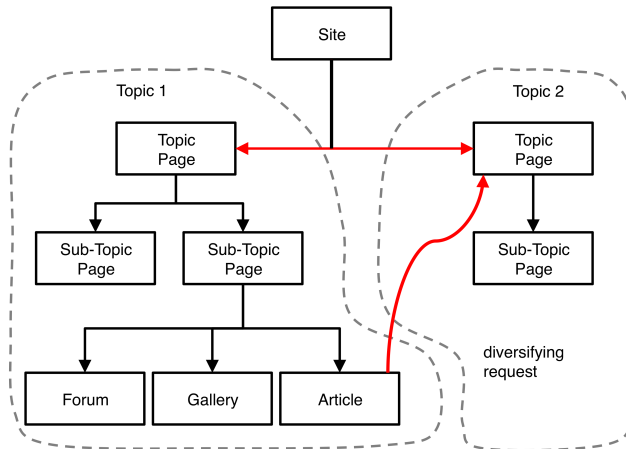 Site
Topic 1
Topic 2
Topic
Page
Topic
Page
Sub-Topic
Page
Sub-Topic
Page
Sub-Topic
Page
diversifying
request
Forum
Gallery
Article